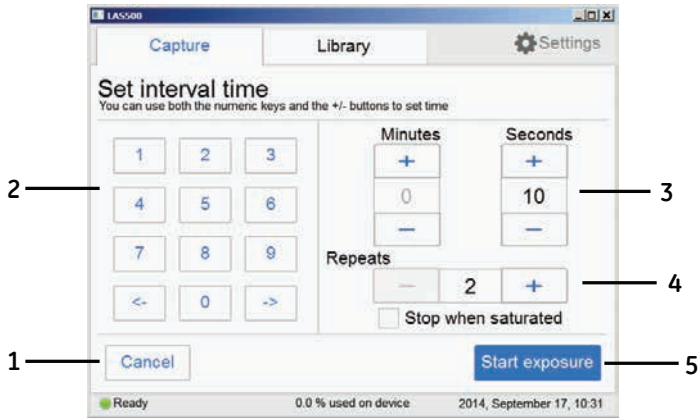 LAS500
Capture
Library
Settings
Set interval time
You can use both the numeric keys and the +/- buttons to set time
1 2 3
4 5 6
7 8 9
<- 0 ->
Minutes Seconds
+ +
0 10
− −
Repeats
− 2 +
Stop when saturated
Cancel
Start exposure
Ready
0.0 % used on device
2014, September 17, 10:31
2
1
3
4
5